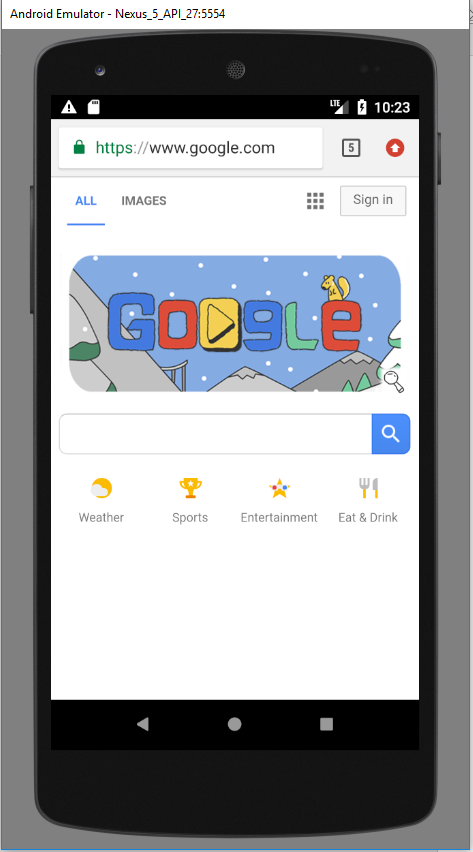 Android Emulator - Nexus_5_API_27:5554
LTE 10:23
https://www.google.com 5
ALL IMAGES Sign in
GOOGLE
Weather Sports Entertainment Eat & Drink